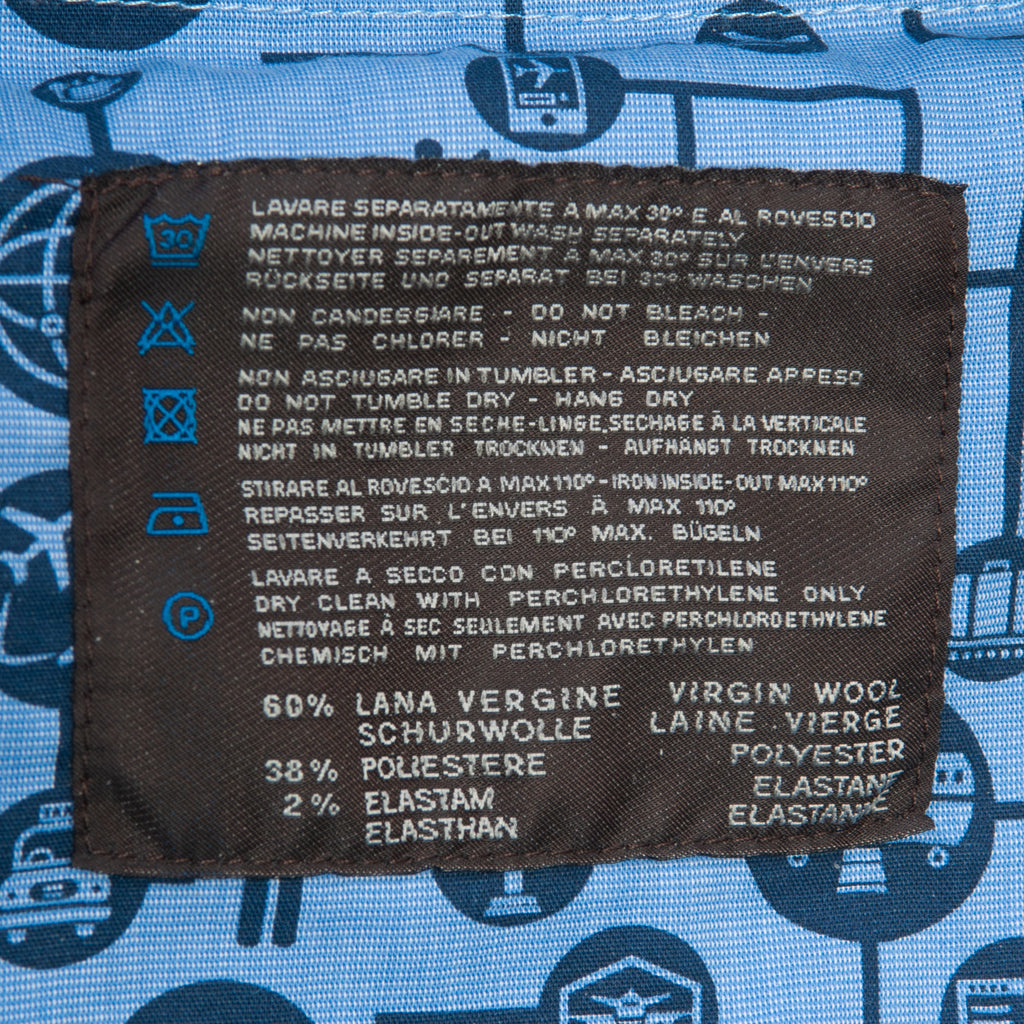 30
LAVARE SEPARATAMENTE A MAX 30° E AL ROVESCIO
MACHINE INSIDE-OUT WASH SEPARATELY
NETTOYER SEPAREMENT À MAX 30° SUR L'ENVERS
RÜCKSEITE UND SEPARAT BEI 30° WASCHEN
NON CANDEGGIARE - DO NOT BLEACH -
NE PAS CHLORER - NICHT BLEICHEN
NON ASCIUGARE IN TUMBLER - ASCIUGARE APPESO
DO NOT TUMBLE DRY - HANG DRY
NE PAS METTRE EN SECHE-LINGE, SECHAGE À LA VERTICALE
NICHT IN TUMBLER TROCKNEN - AUFHÄNGT TROCKNEN
STIRARE AL ROVESCIO A MAX 110° - IRON INSIDE-OUT MAX 110°
REPASSER SUR L'ENVERS À MAX 110°
SEITENVERKEHRT BEI 110° MAX. BÜGELN
P
LAVARE A SECCO CON PERCLORETILENE
DRY CLEAN WITH PERCHLORETHYLENE ONLY
NETTOYAGE À SEC SEULEMENT AVEC PERCHLOROETHYLENE
CHEMISCH MIT PERCHLORETHYLEN
60% LANA VERGINE VIRGIN WOOL
SCHURWOLLE LAINE VIERGE
38% POLIESTERE POLYESTER
2% ELASTAM ELASTANE
ELASTHAN ELASTANNE